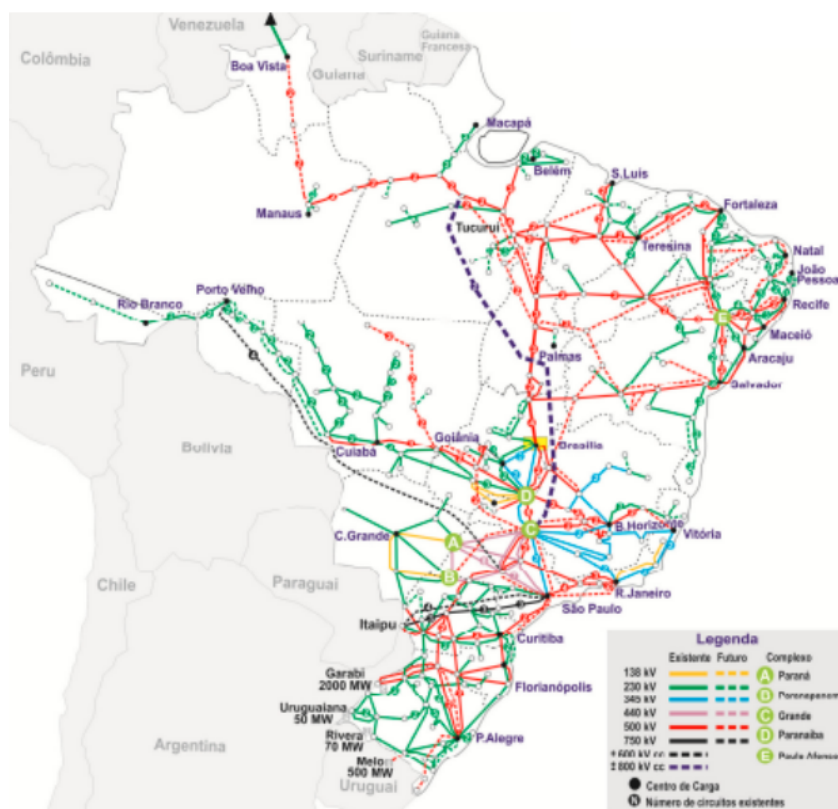 Venezuela
Colômbia
Suriname
Guiana
Francesa
Guiana
Boa Vista
Macapá
Belém
S.Luis
Fortaleza
Manaus
Tucuruí
Teresina
Natal
João
Pessoa
Recife
Porto Velho
Rio Branco
E
Maceió
Palmas
Aracaju
Salvador
Peru
Bolívia
Cuiabá
Goiânia
Brasília
D
B.Horizonte
Vitória
C
C.Grande
A
B
Chile
Paraguai
R.Janeiro
São Paulo
Itaipu
Curitiba
Garabi
2000 MW
Florianópolis
Uruguaiana
50 MW
Rivera
70 MW
P.Alegre
Melo
500 MW
Argentina
Uruguai
Legenda
Existente Futuro Complexo
138 kV A Paraná
230 kV D Paranapanema
345 kV
440 kV C Grande
500 kV
750 kV D Paranaíba
±600 kV cc
±800 kV cc E Paulo Afonso
Centro de Carga
N Número de circuitos existentes